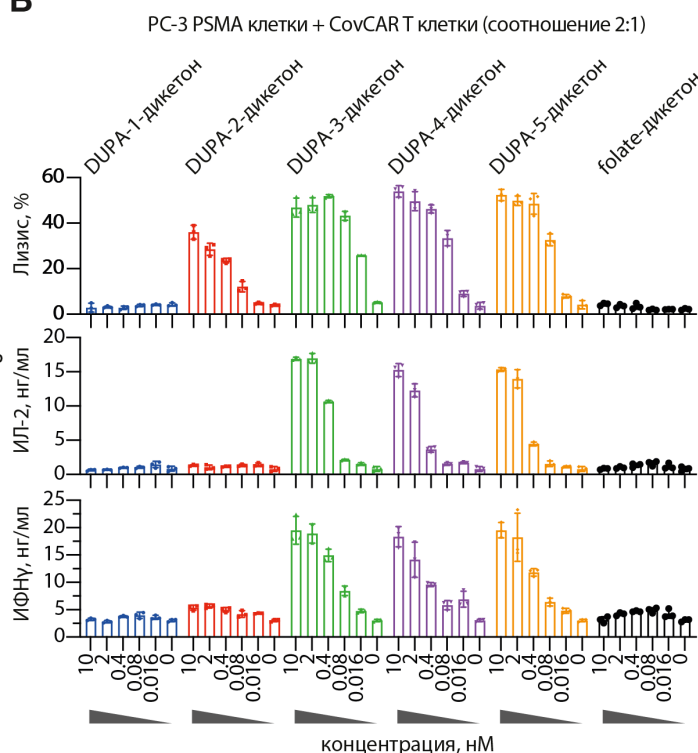 B
PC-3 PSMA клетки + CovCAR T клетки (соотношение 2:1)
DUPA-1-дикетон
DUPA-2-дикетон
DUPA-3-дикетон
DUPA-4-дикетон
DUPA-5-дикетон
folate-дикетон
Лизис, %
60
40
20
0
ИЛ-2, нг/мл
20
15
10
5
0
ИФНγ, нг/мл
25
20
15
10
5
0
10 2 0.4 0.08 0.016 0
10 2 0.4 0.08 0.016 0
10 2 0.4 0.08 0.016 0
10 2 0.4 0.08 0.016 0
10 2 0.4 0.08 0.016 0
10 2 0.4 0.08 0.016 0
концентрация, нМ